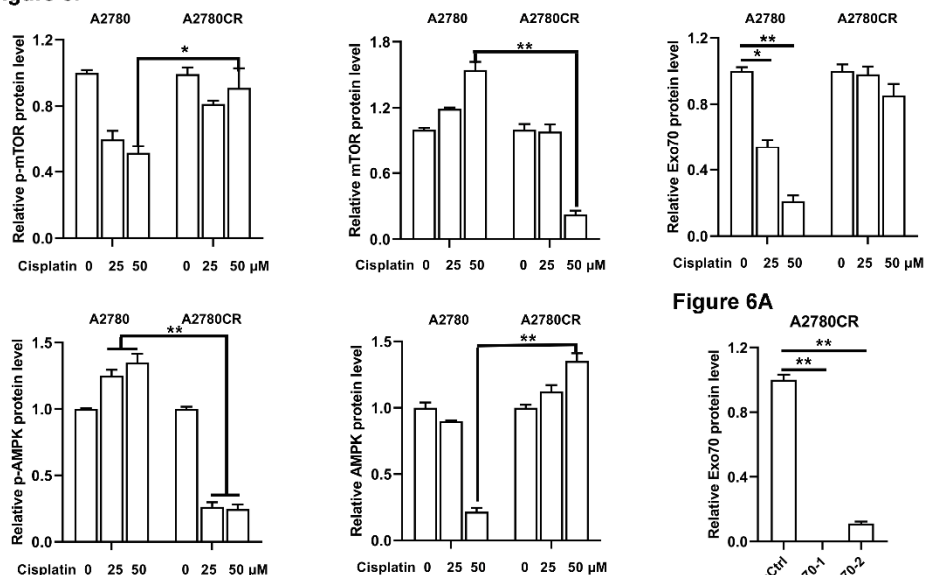 A2780 A2780CR
Relative p-mTOR protein level
1.2
0.8
0.4
0.0
*
Cisplatin 0 25 50 0 25 50 μM
A2780 A2780CR
Relative mTOR protein level
1.8
1.2
0.6
0.0
**
Cisplatin 0 25 50 0 25 50 μM
A2780 A2780CR
Relative Exo70 protein level
1.2
0.8
0.4
0.0
**
*
Cisplatin 0 25 50 0 25 50 μM
A2780 A2780CR
Relative p-AMPK protein level
1.5
1.0
0.5
0.0
**
Cisplatin 0 25 50 0 25 50 μM
A2780 A2780CR
Relative AMPK protein level
1.5
1.0
0.5
0.0
**
Cisplatin 0 25 50 0 25 50 μM
Figure 6A
A2780CR
Relative Exo70 protein level
1.2
0.8
0.4
0.0
**
**
Ctrl
70-1
70-2